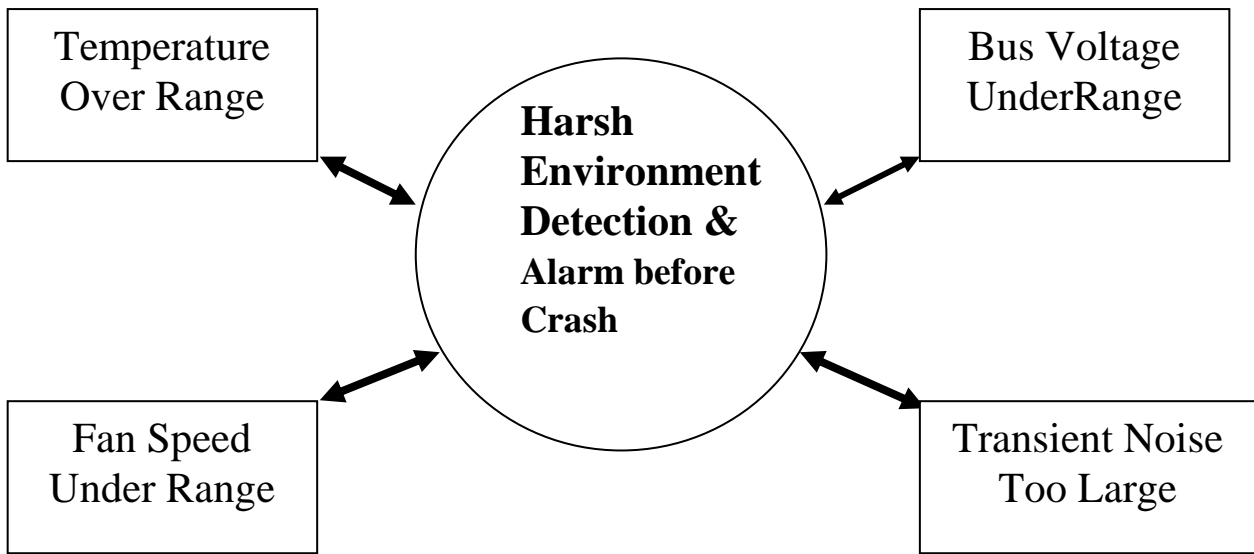 Temperature
Over Range
Bus Voltage
UnderRange
Harsh
Environment
Detection &
Alarm before
Crash
Fan Speed
Under Range
Transient Noise
Too Large